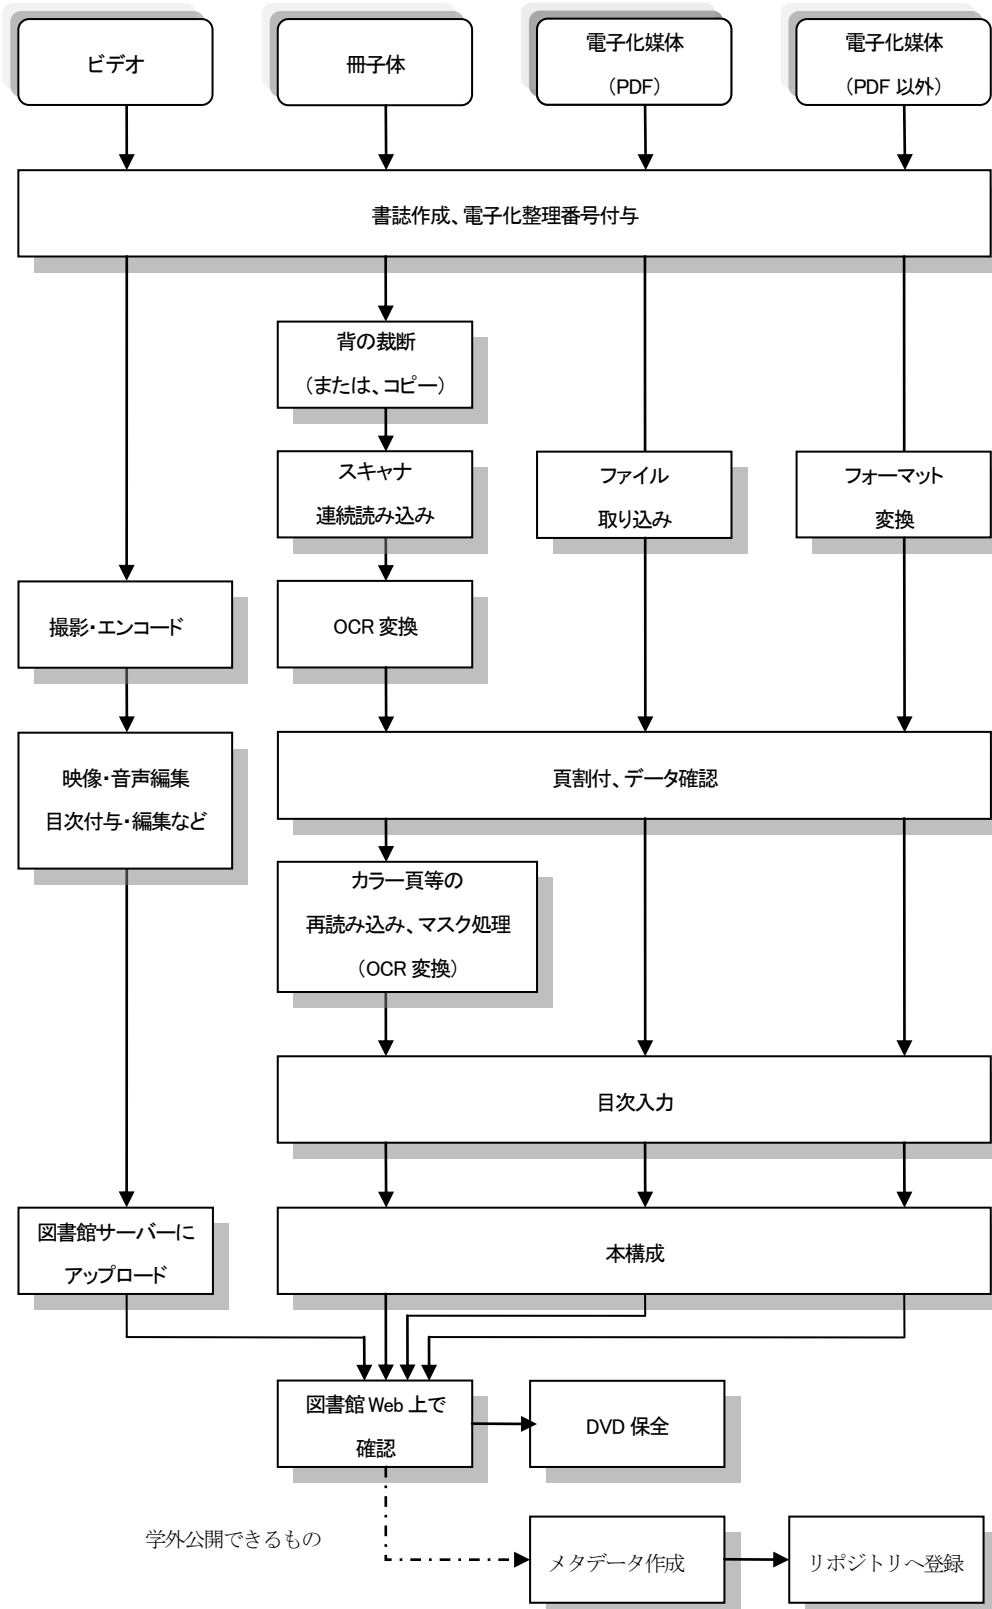 ビデオ
冊子体
電子化媒体
（PDF）
電子化媒体
（PDF 以外）
書誌作成、電子化整理番号付与
背の裁断
（または、コピー）
スキャナ
連続読み込み
ファイル
取り込み
フォーマット
変換
撮影・エンコード
OCR 変換
映像・音声編集
目次付与・編集など
頁割付、データ確認
カラー頁等の
再読み込み、マスク処理
（OCR 変換）
目次入力
図書館サーバーに
アップロード
本構成
図書館 Web 上で
確認
DVD 保全
学外公開できるもの
メタデータ作成
リポジトリへ登録